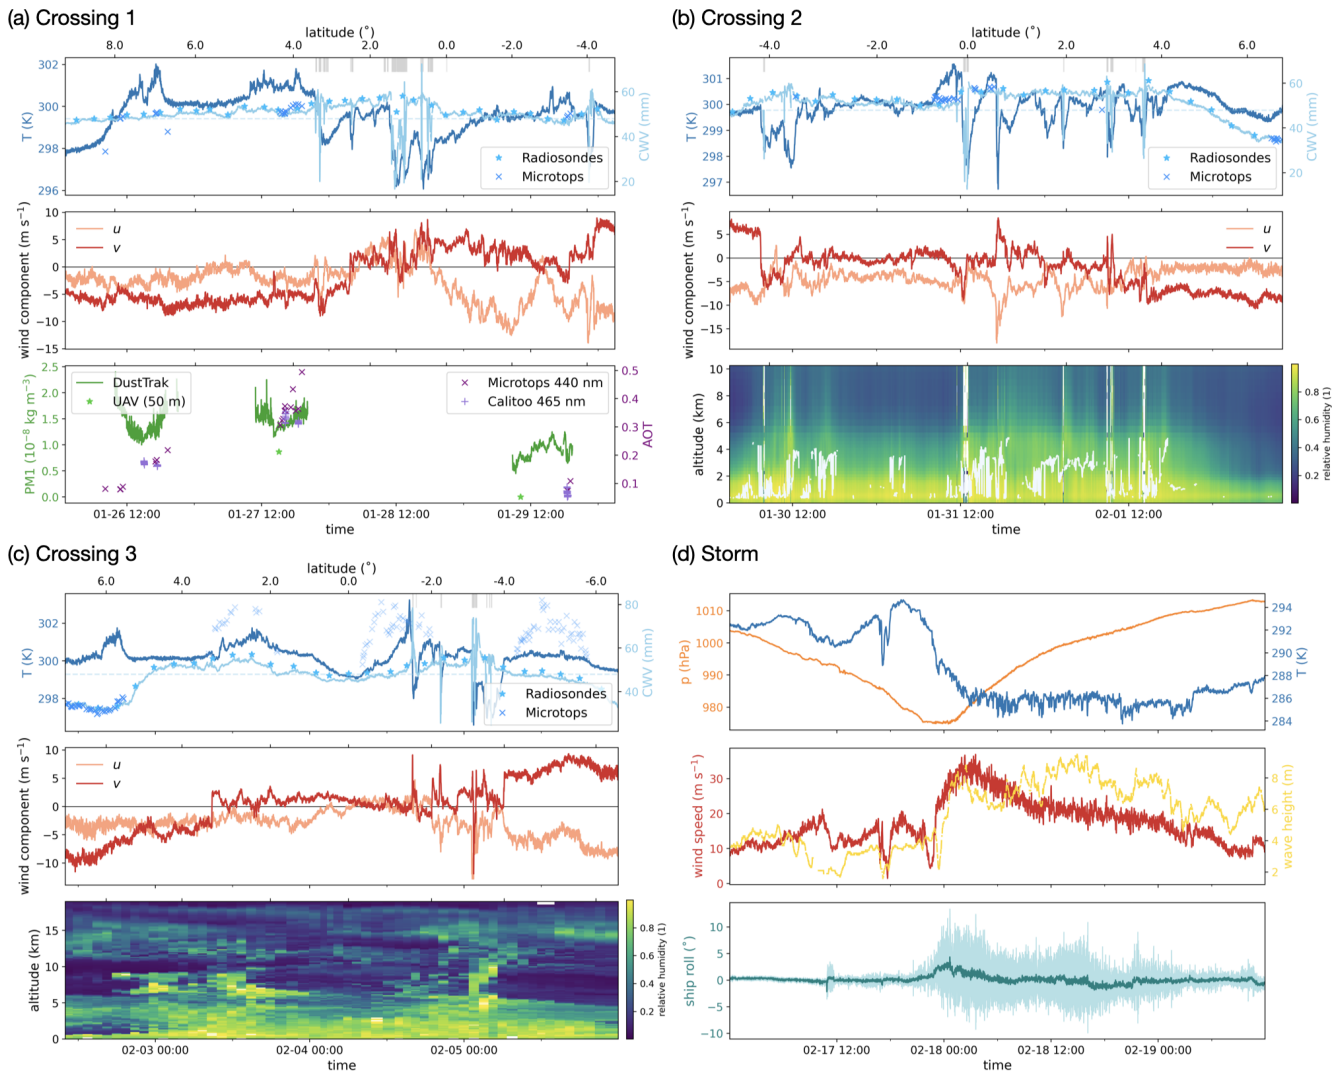 (a) Crossing 1
latitude (˚)
8.0 6.0 4.0 2.0 0.0 -2.0 -4.0
T (K)
302
300
298
296
CWV (mm)
60
40
20
Radiosondes
Microtops
wind component (m s⁻¹)
10
5
0
−5
−10
−15
u
v
PM1 (10⁻⁸ kg m⁻³)
2.5
2.0
1.5
1.0
0.5
0.0
DustTrak
UAV (50 m)
Microtops 440 nm
Calitoo 465 nm
AOT
0.5
0.4
0.3
0.2
0.1
01-26 12:00 01-27 12:00 01-28 12:00 01-29 12:00
time
(b) Crossing 2
latitude (˚)
-4.0 -2.0 0.0 2.0 4.0 6.0
T (K)
301
300
299
298
297
CWV (mm)
60
40
20
Radiosondes
Microtops
wind component (m s⁻¹)
5
0
−5
−10
−15
u
v
altitude (km)
10
8
6
4
2
0
relative humidity (1)
0.8
0.6
0.4
0.2
01-30 12:00 01-31 12:00 02-01 12:00
time
(c) Crossing 3
latitude (˚)
6.0 4.0 2.0 0.0 -2.0 -4.0 -6.0
T (K)
302
300
298
CWV (mm)
80
60
40
Radiosondes
Microtops
wind component (m s⁻¹)
10
5
0
−5
−10
u
v
altitude (km)
15
10
5
0
relative humidity (1)
0.8
0.6
0.4
0.2
02-03 00:00 02-04 00:00 02-05 00:00
time
(d) Storm
p (hPa)
1010
1000
990
980
T (K)
294
292
290
288
286
284
wind speed (m s⁻¹)
30
20
10
0
wave height (m)
8
6
4
2
ship roll (˚)
10
5
0
−5
−10
02-17 12:00 02-18 00:00 02-18 12:00 02-19 00:00
time